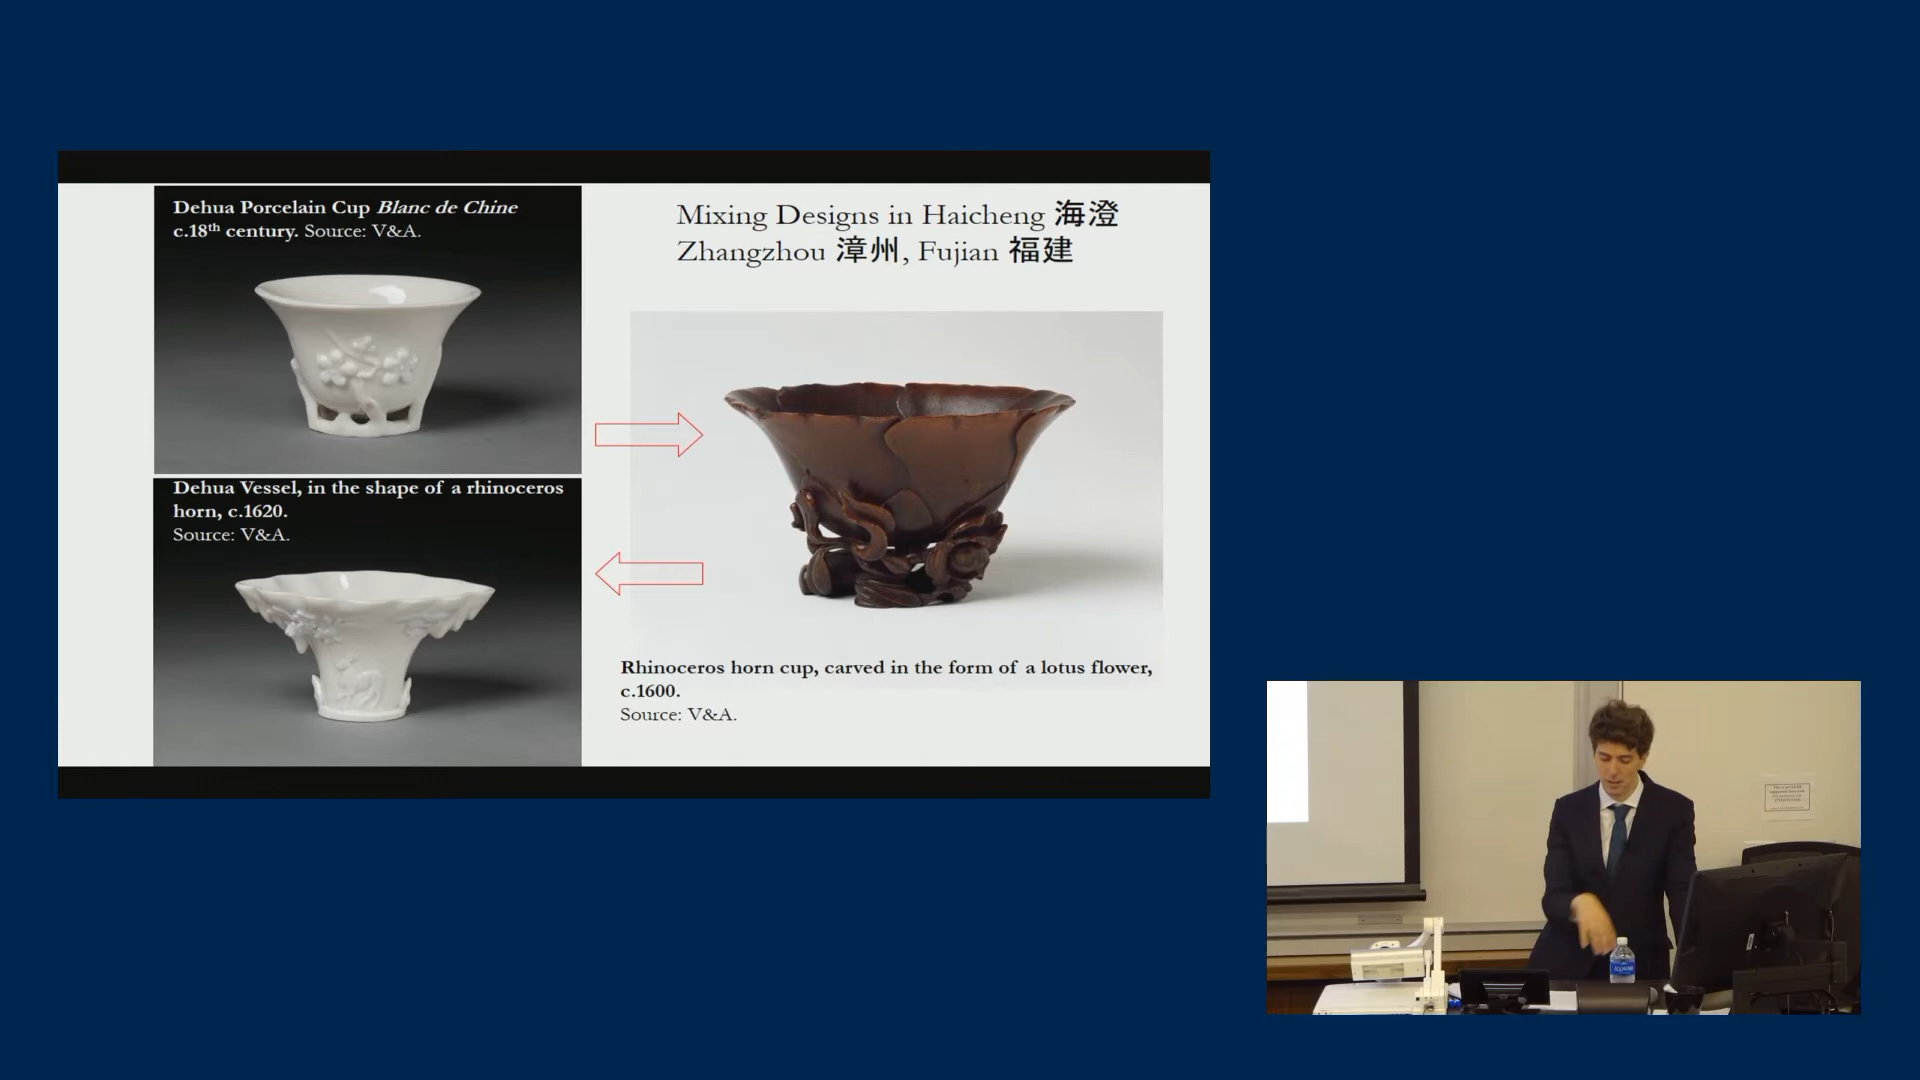 Dehua Porcelain Cup Blanc de Chine
c.18th century. Source: V&A.
Dehua Vessel, in the shape of a rhinoceros
horn, c.1620.
Source: V&A.
Mixing Designs in Haicheng 海澄
Zhangzhou 漳州, Fujian 福建
Rhinoceros horn cup, carved in the form of a lotus flower,
c.1600.
Source: V&A.